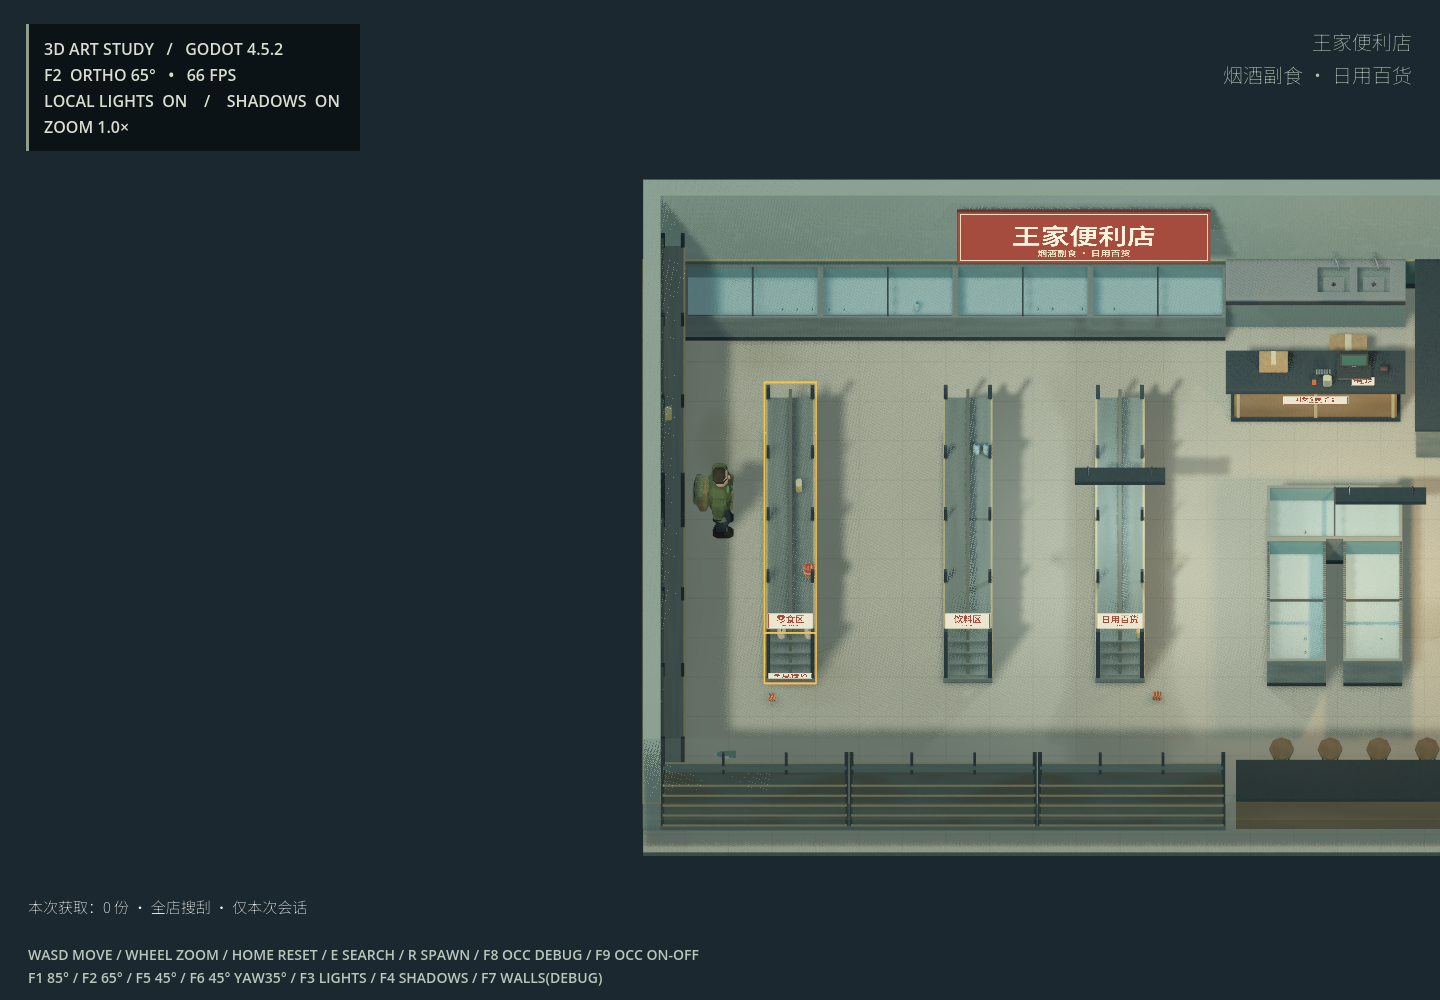 3D ART STUDY / GODOT 4.5.2
F2 ORTHO 65° • 66 FPS
LOCAL LIGHTS ON / SHADOWS ON
ZOOM 1.0×
王家便利店
烟酒副食 · 日用百货
王家便利店
烟酒副食 · 日用百货
零食区
饮料区
日用百货
本次获取：0 份 · 全店搜刮 · 仅本次会话
WASD MOVE / WHEEL ZOOM / HOME RESET / E SEARCH / R SPAWN / F8 OCC DEBUG / F9 OCC ON-OFF
F1 85° / F2 65° / F5 45° / F6 45° YAW35° / F3 LIGHTS / F4 SHADOWS / F7 WALLS(DEBUG)